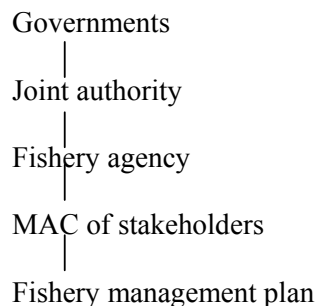 Governments
Joint authority
Fishery agency
MAC of stakeholders
Fishery management plan